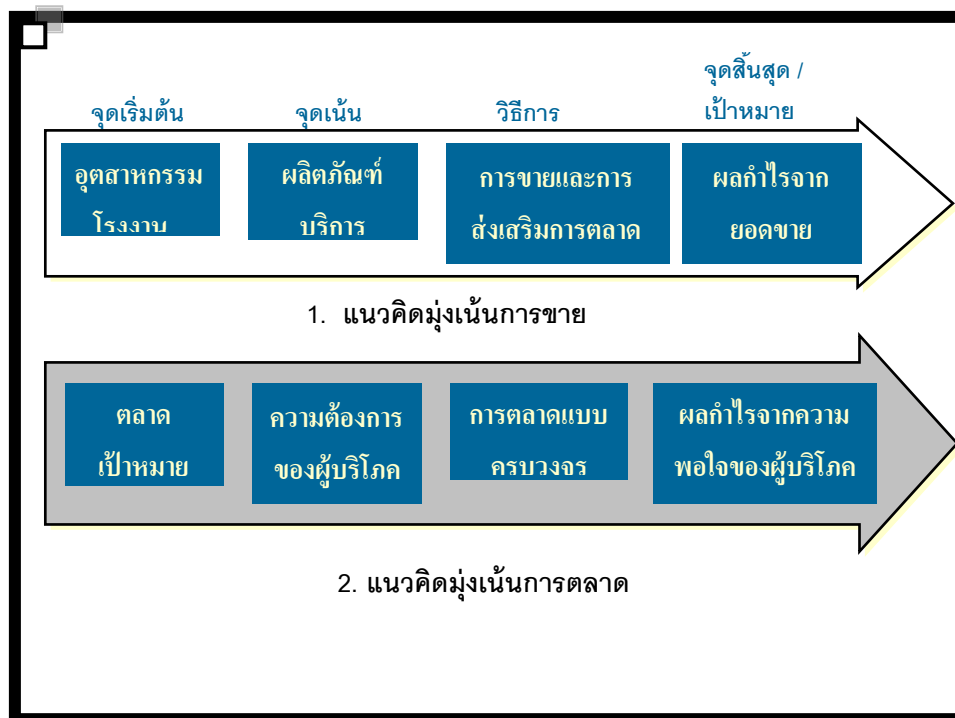 จุดเริ่มต้น
จุดเน้น
วิธีการ
จุดสิ้นสุด /
เป้าหมาย
อุตสาหกรรม
โรงงาน
ผลิตภัณฑ์
บริการ
การขายและการ
ส่งเสริมการตลาด
ผลกำไรจาก
ยอดขาย
1. แนวคิดมุ่งเน้นการขาย
ตลาด
เป้าหมาย
ความต้องการ
ของผู้บริโภค
การตลาดแบบ
ครบวงจร
ผลกำไรจากความ
พอใจของผู้บริโภค
2. แนวคิดมุ่งเน้นการตลาด